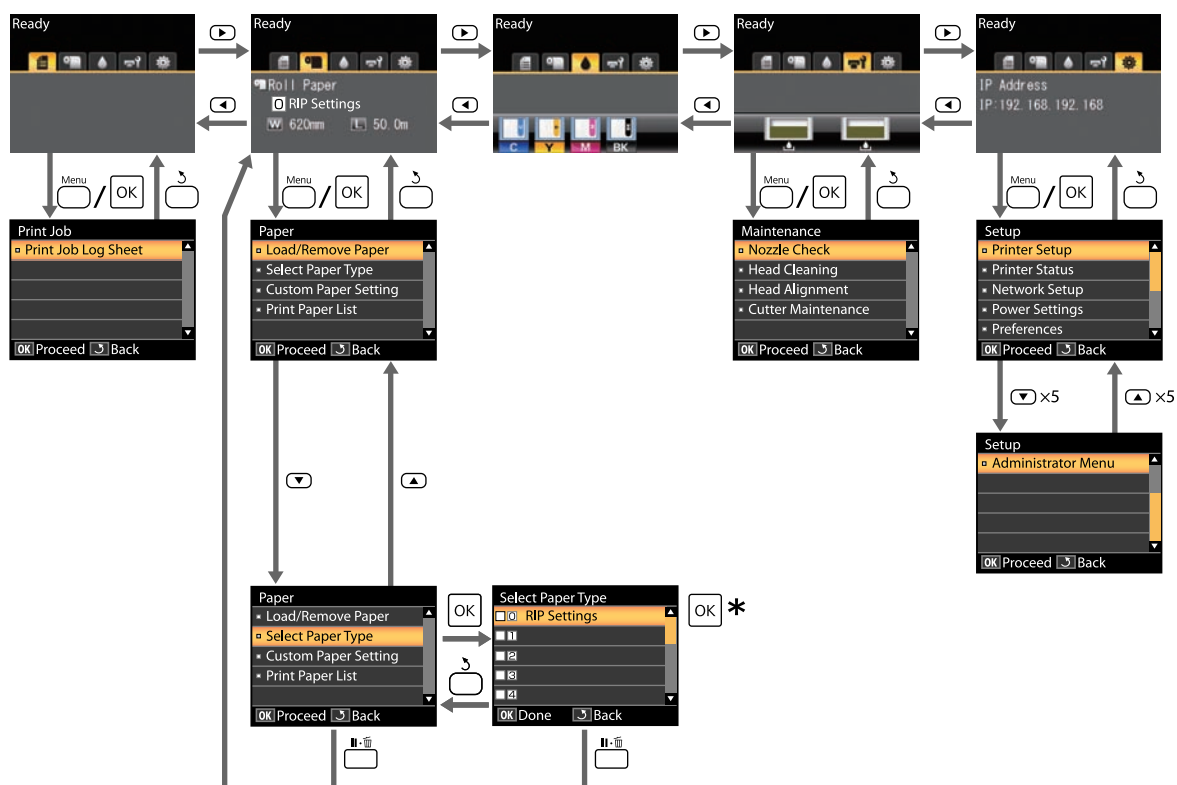 Ready
Ready
Ready
Ready
Ready
Roll Paper
0 RIP Settings
W 620mm L 50.0m
C Y M BK
IP Address
IP:192.168.192.168
Menu / OK
Menu / OK
Menu / OK
Menu / OK
Print Job
Print Job Log Sheet
OK Proceed Back
Paper
Load/Remove Paper
Select Paper Type
Custom Paper Setting
Print Paper List
OK Proceed Back
Maintenance
Nozzle Check
Head Cleaning
Head Alignment
Cutter Maintenance
OK Proceed Back
Setup
Printer Setup
Printer Status
Network Setup
Power Settings
Preferences
OK Proceed Back
×5
×5
Setup
Administrator Menu
OK Proceed Back
Paper
Load/Remove Paper
Select Paper Type
Custom Paper Setting
Print Paper List
OK Proceed Back
OK
Select Paper Type
0 RIP Settings
1
2
3
4
OK Done Back
OK *